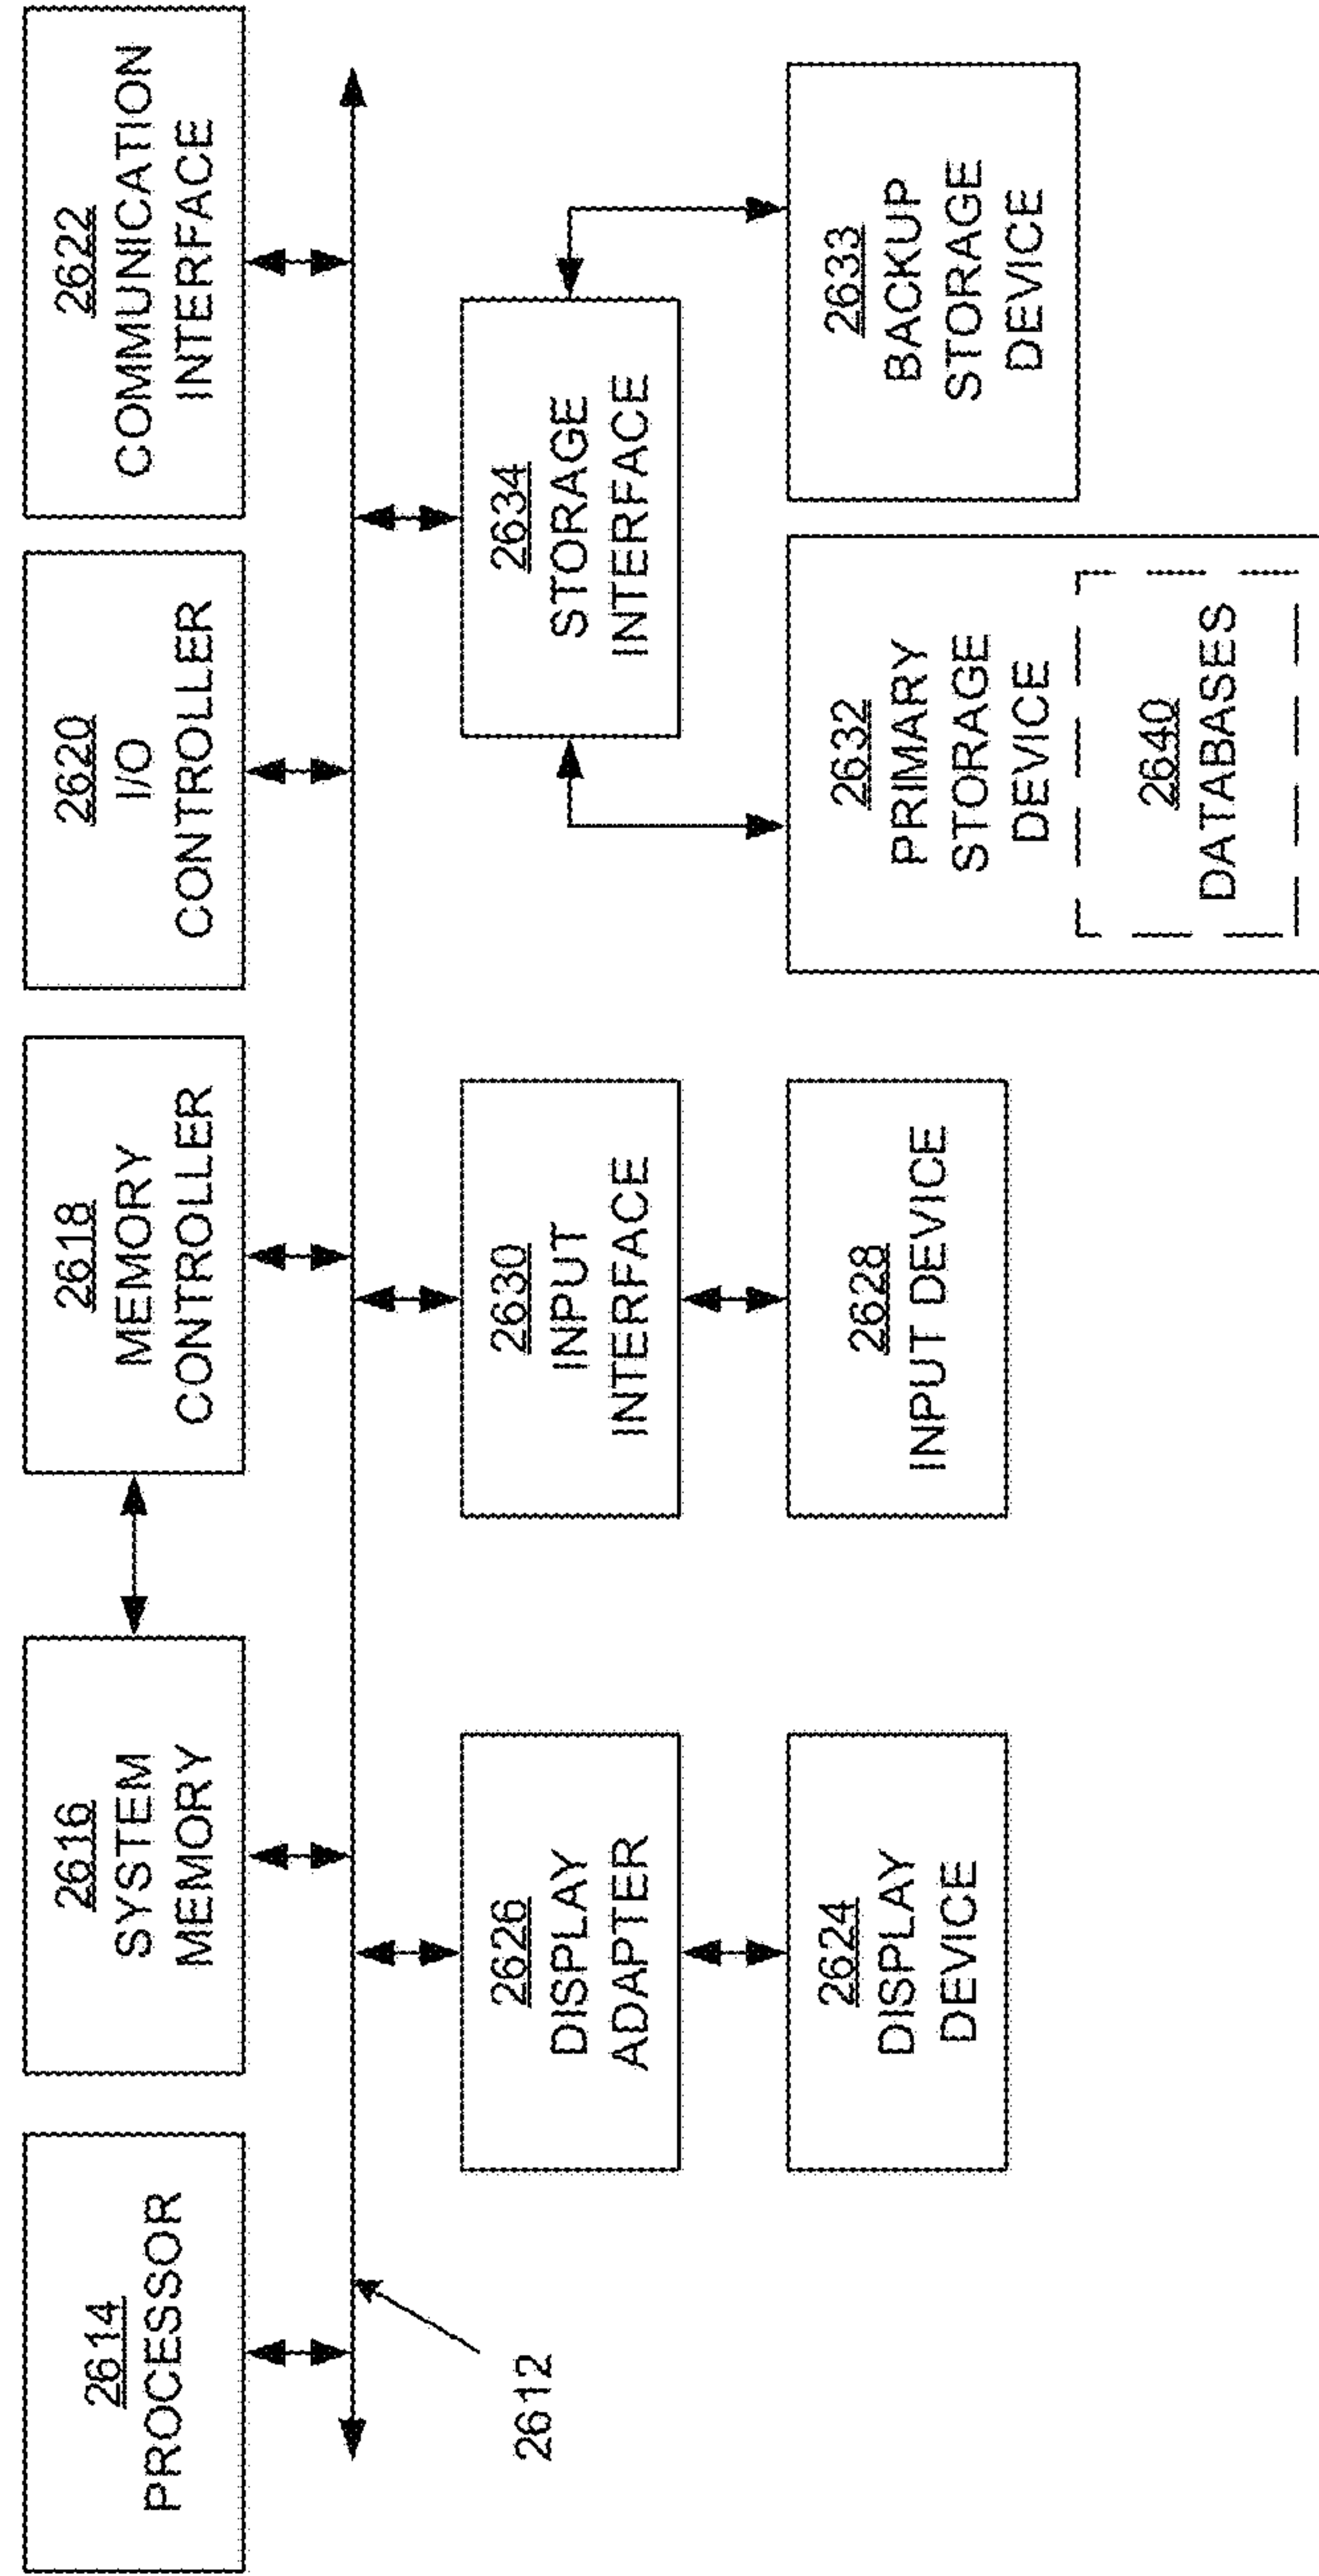 2614
PROCESSOR
2616
SYSTEM
MEMORY
2618
MEMORY
CONTROLLER
2620
I/O
CONTROLLER
2622
COMMUNICATION
INTERFACE
2612
2626
DISPLAY
ADAPTER
2630
INPUT
INTERFACE
2634
STORAGE
INTERFACE
2624
DISPLAY
DEVICE
2628
INPUT DEVICE
2632
PRIMARY
STORAGE
DEVICE
2640
DATABASES
2633
BACKUP
STORAGE
DEVICE